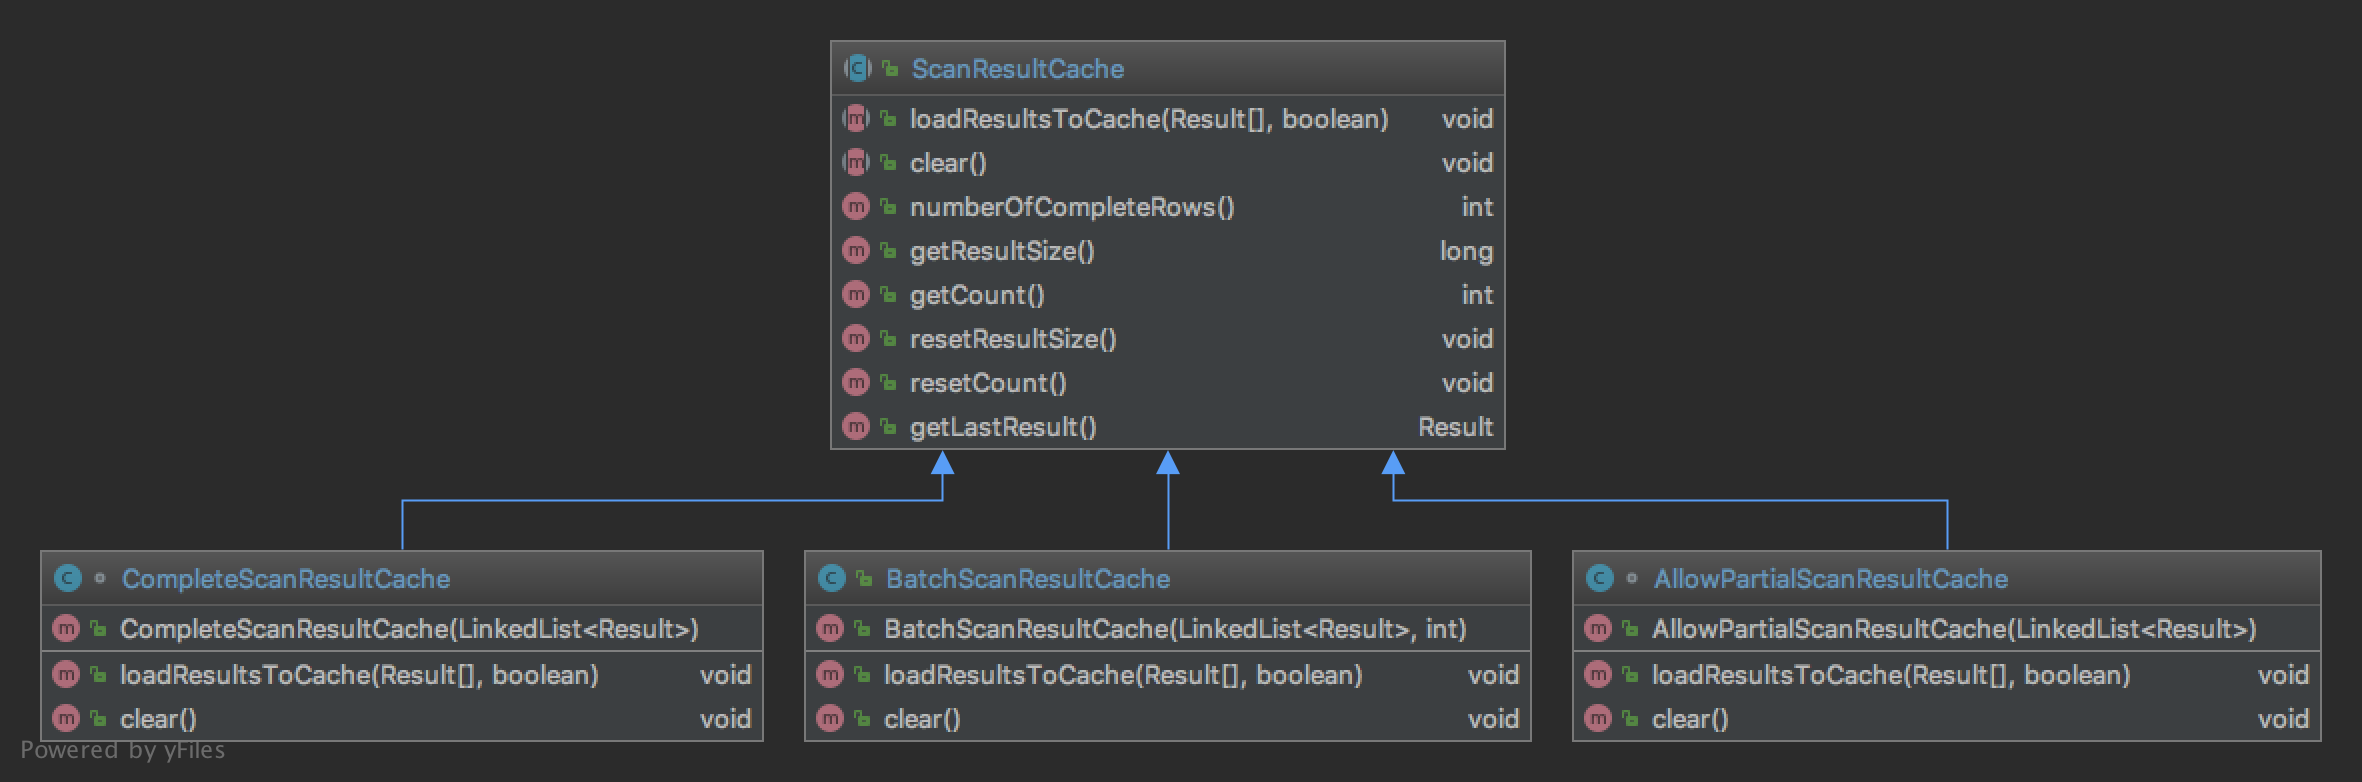 ScanResultCache
loadResultsToCache(Result[], boolean) void
clear() void
numberOfCompleteRows() int
getResultSize() long
getCount() int
resetResultSize() void
resetCount() void
getLastResult() Result
CompleteScanResultCache
CompleteScanResultCache(LinkedList<Result>)
loadResultsToCache(Result[], boolean) void
clear() void
BatchScanResultCache
BatchScanResultCache(LinkedList<Result>, int)
loadResultsToCache(Result[], boolean) void
clear() void
AllowPartialScanResultCache
AllowPartialScanResultCache(LinkedList<Result>)
loadResultsToCache(Result[], boolean) void
clear() void
Powered by yFiles